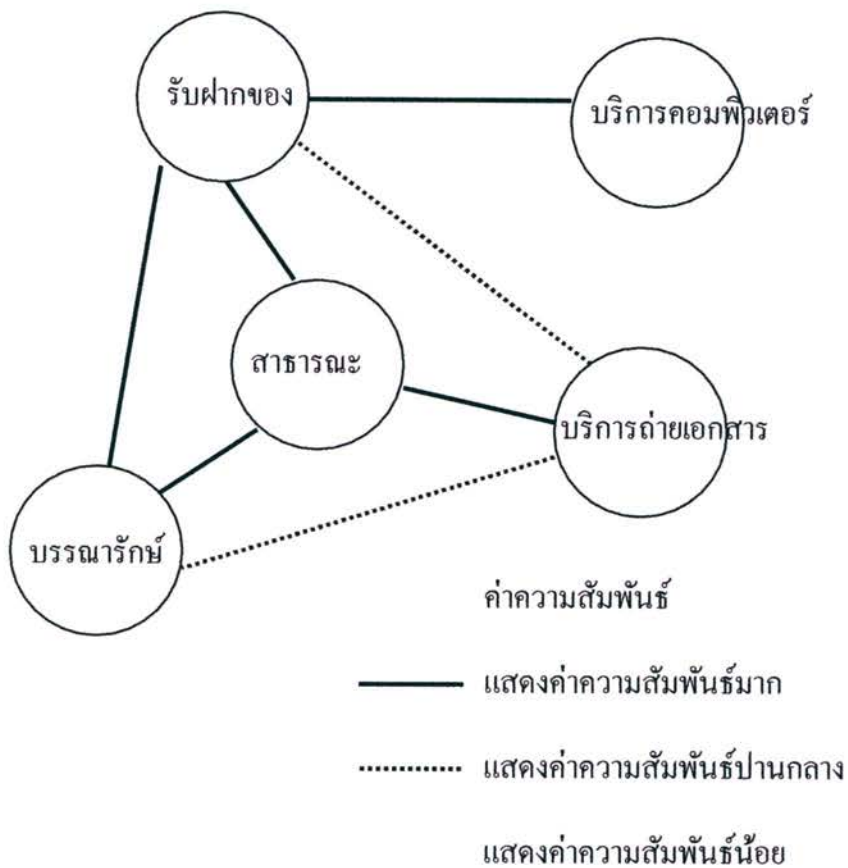 รับฝากของ
บริการคอมพิวเตอร์
สาธารณะ
บริการถ่ายเอกสาร
บรรณารักษ์
ค่าความสัมพันธ์
แสดงค่าความสัมพันธ์มาก
แสดงค่าความสัมพันธ์ปานกลาง
แสดงค่าความสัมพันธ์น้อย